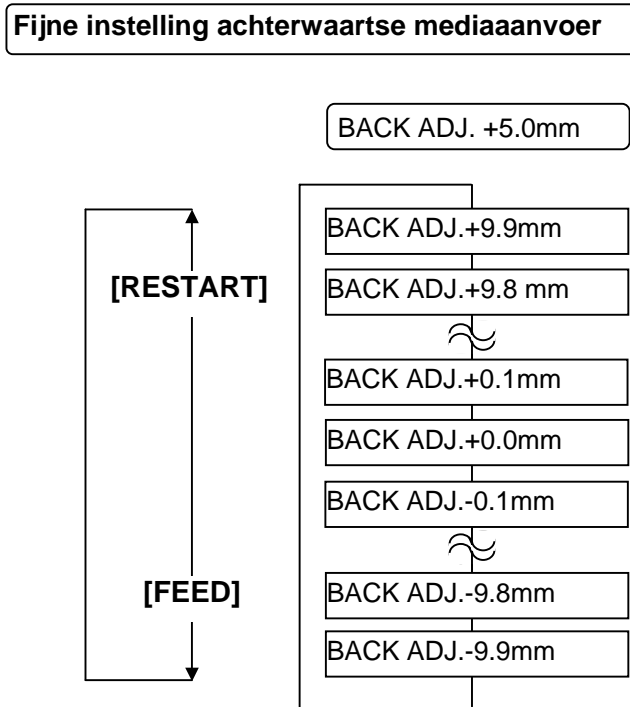 Fijne instelling achterwaartse mediaaanvoer
BACK ADJ. +5.0mm
BACK ADJ.+9.9mm
[RESTART]
BACK ADJ.+9.8 mm
BACK ADJ.+0.1mm
BACK ADJ.+0.0mm
BACK ADJ.-0.1mm
[FEED]
BACK ADJ.-9.8mm
BACK ADJ.-9.9mm